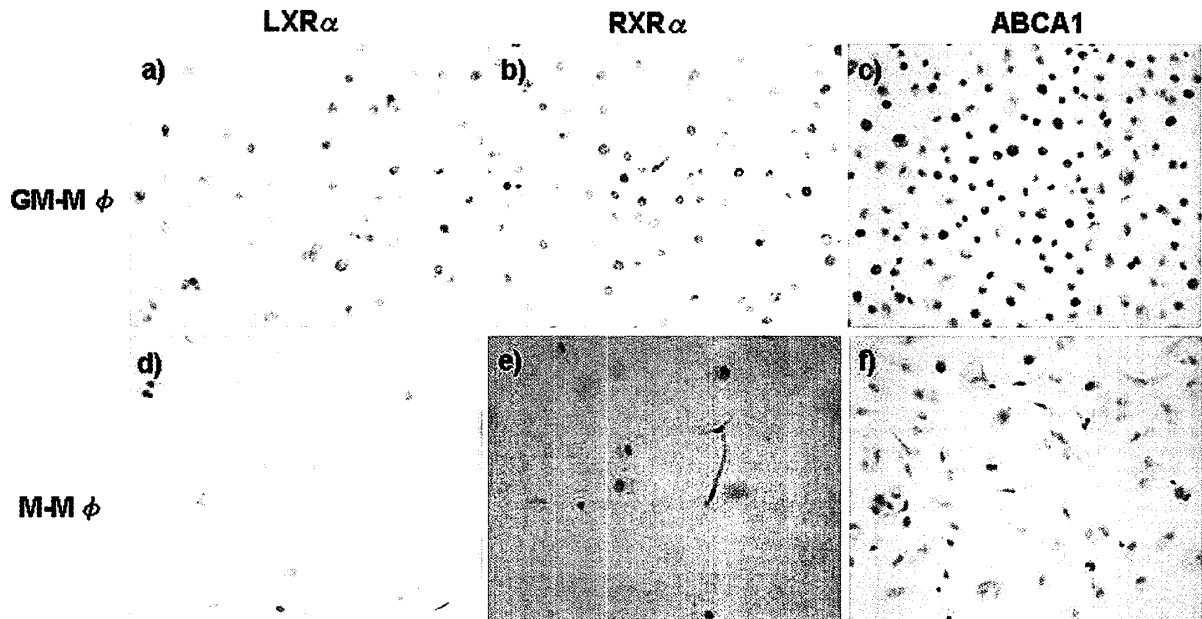 LXRα RXRα ABCA1
a) b) c)
GM-M ϕ
d) e) f)
M-M ϕ